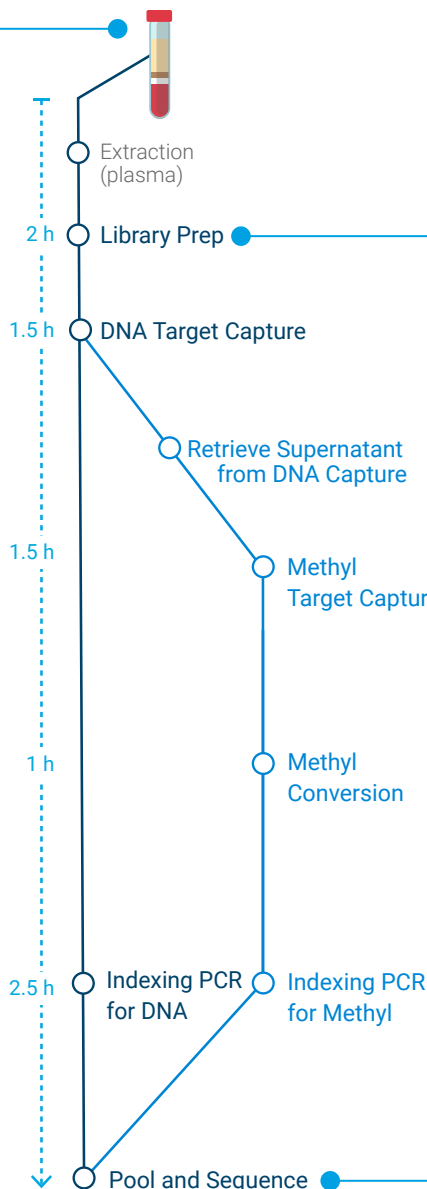 Extraction
(plasma)
2 h
Library Prep
1.5 h
DNA Target Capture
Retrieve Supernatant
from DNA Capture
1.5 h
Methyl
Target Captur
1 h
Methyl
Conversion
2.5 h
Indexing PCR
for DNA
Indexing PCR
for Methyl
Pool and Sequence